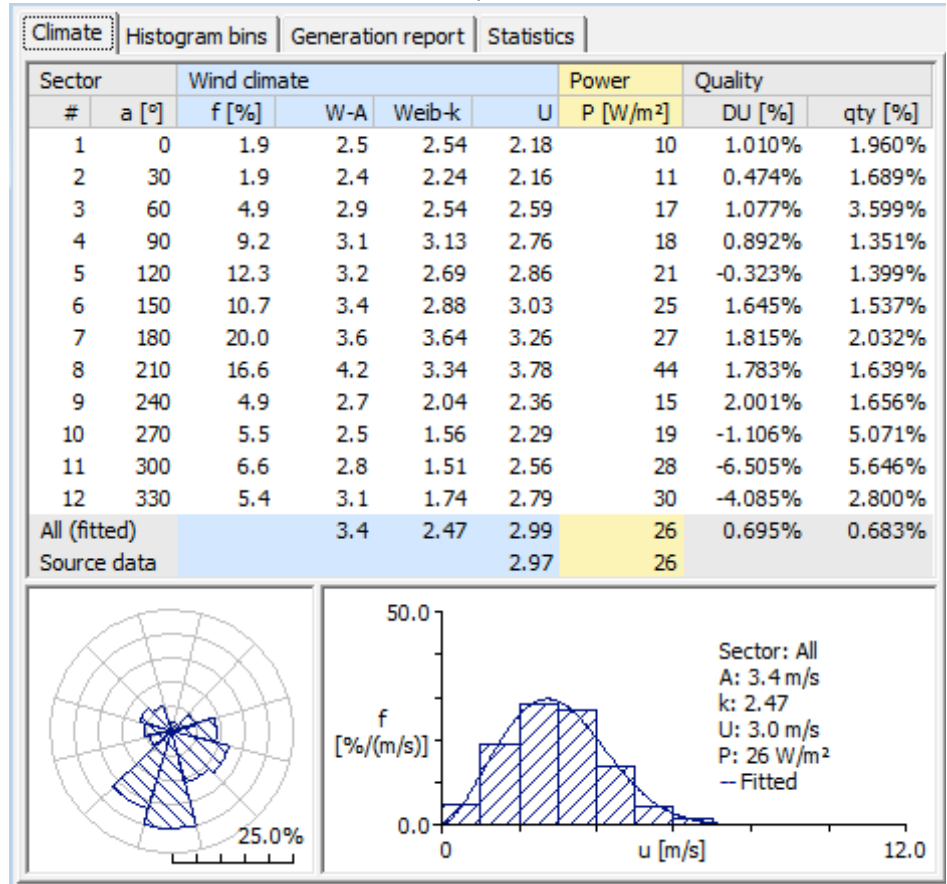 Climate Histogram bins Generation report Statistics
Sector Wind climate Power Quality
# a [°] f [%] W-A Weib-k U P [W/m²] DU [%] qty [%]
1 0 1.9 2.5 2.54 2.18 10 1.010% 1.960%
2 30 1.9 2.4 2.24 2.16 11 0.474% 1.689%
3 60 4.9 2.9 2.54 2.59 17 1.077% 3.599%
4 90 9.2 3.1 3.13 2.76 18 0.892% 1.351%
5 120 12.3 3.2 2.69 2.86 21 -0.323% 1.399%
6 150 10.7 3.4 2.88 3.03 25 1.645% 1.537%
7 180 20.0 3.6 3.64 3.26 27 1.815% 2.032%
8 210 16.6 4.2 3.34 3.78 44 1.783% 1.639%
9 240 4.9 2.7 2.04 2.36 15 2.001% 1.656%
10 270 5.5 2.5 1.56 2.29 19 -1.106% 5.071%
11 300 6.6 2.8 1.51 2.56 28 -6.505% 5.646%
12 330 5.4 3.1 1.74 2.79 30 -4.085% 2.800%
All (fitted) 3.4 2.47 2.99 26 0.695% 0.683%
Source data 2.97 26
25.0%
50.0
f
[%/(m/s)]
0.0
0 u [m/s] 12.0
Sector: All
A: 3.4 m/s
k: 2.47
U: 3.0 m/s
P: 26 W/m²
-- Fitted